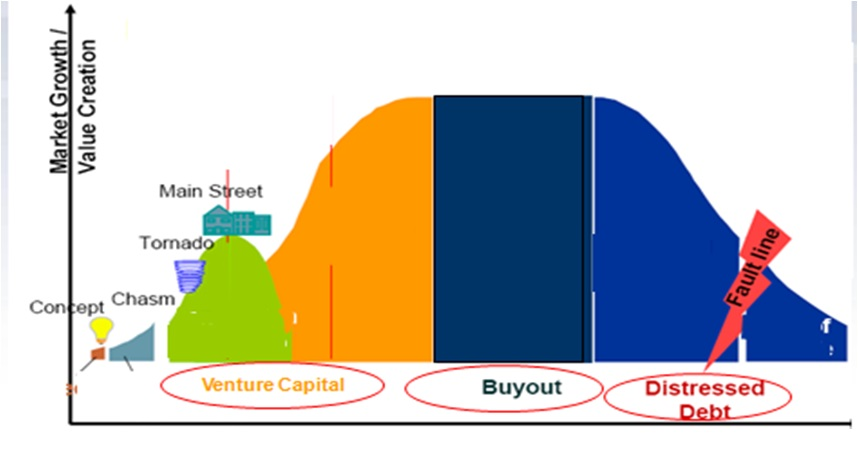 Market Growth /
Value Creation
Main Street
Tornado
Chasm
Concept
Fault line
Venture Capital
Buyout
Distressed
Debt